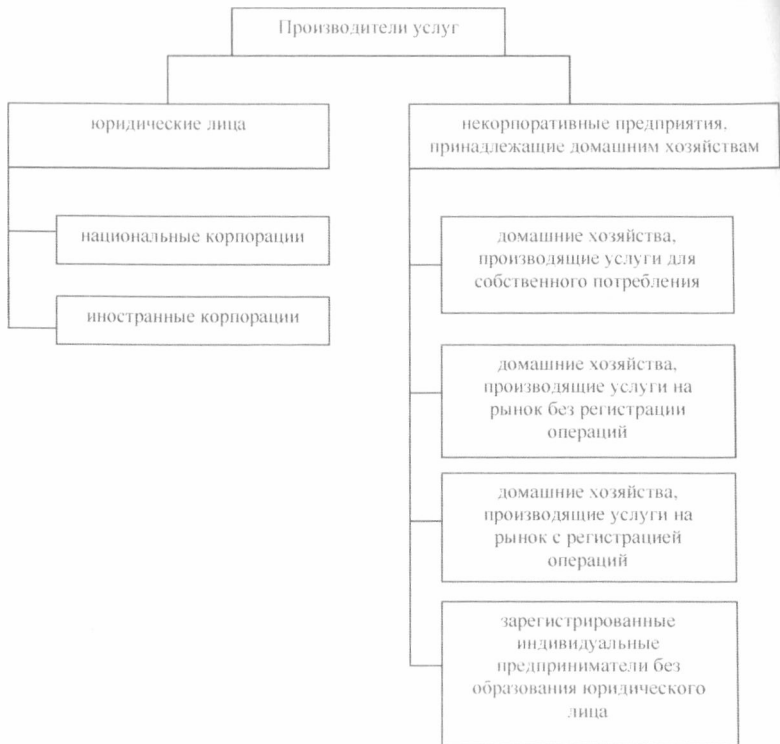 Производители услуг
юридические лица
национальные корпорации
иностранные корпорации
некорпоративные предприятия.
принадлежащие домашним хозяйствам
домашние хозяйства,
производящие услуги для
собственного потребления
домашние хозяйства,
производящие услуги на
рынок без регистрации
операций
домашние хозяйства,
производящие услуги на
рынок с регистрацией
операций
зарегистрированные
индивидуальные
предприниматели без
образования юридического
лица